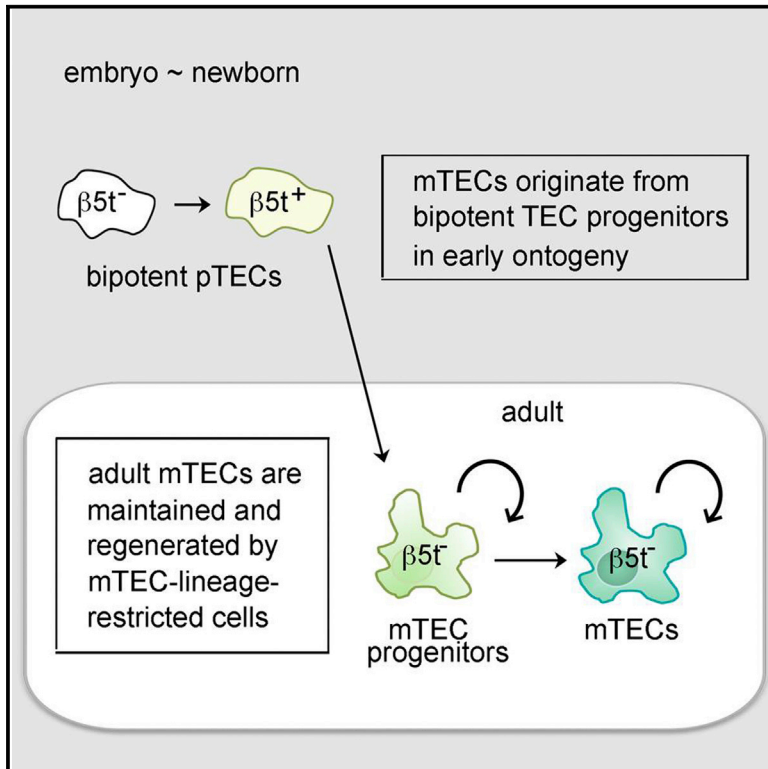 embryo ~ newborn
β5t⁻
β5t⁺
bipotent pTECs
mTECs originate from
bipotent TEC progenitors
in early ontogeny
adult
adult mTECs are
maintained and
regenerated by
mTEC-lineage-
restricted cells
β5t⁻
mTEC
progenitors
β5t⁻
mTECs